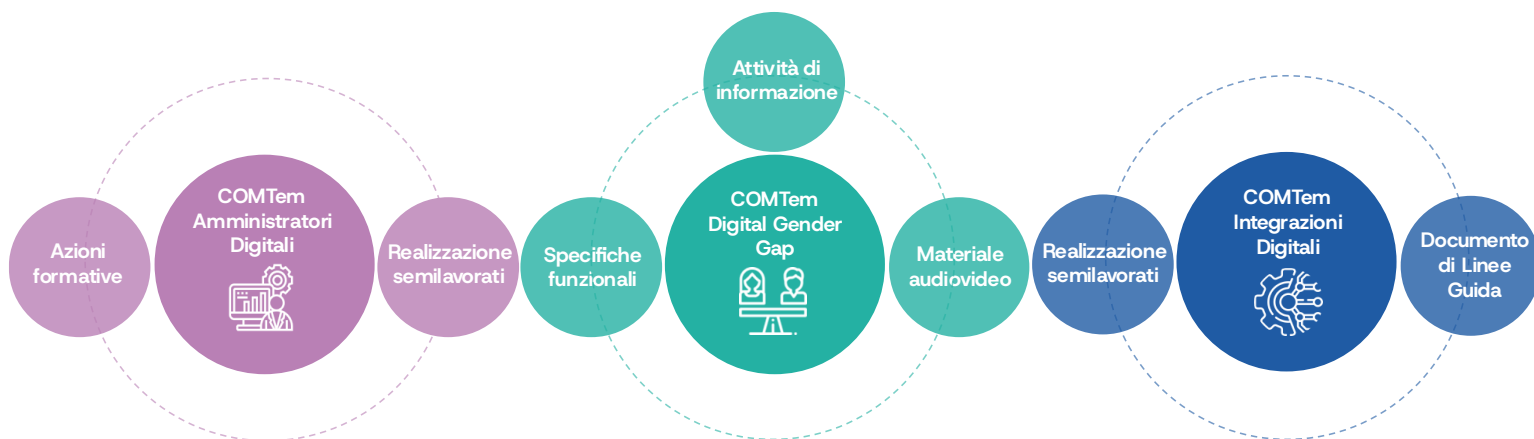 Azioni
formative
COMTem
Amministratori
Digitali
Realizzazione
semilavorati
Attività di
informazione
Specifiche
funzionali
COMTem
Digital Gender
Gap
Materiale
audiovideo
Realizzazione
semilavorati
COMTem
Integrazioni
Digitali
Documento
di Linee
Guida